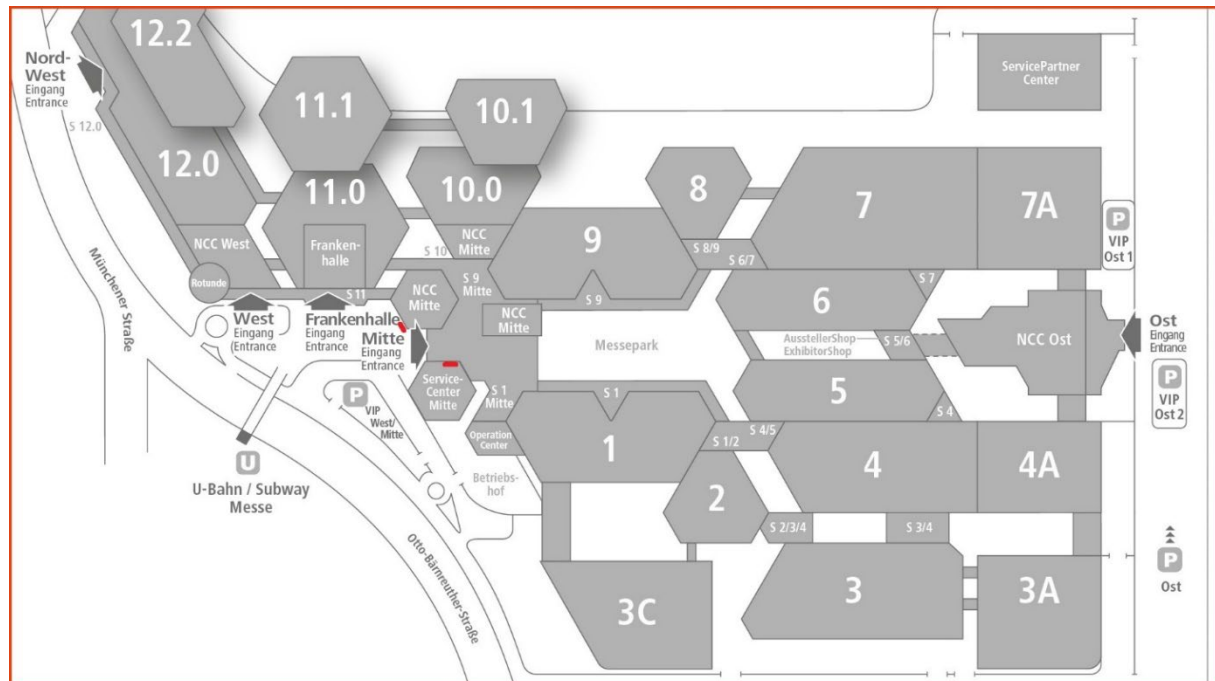 12.2
Nord-
West
Eingang
Entrance
S 12.0
12.0
11.1
10.1
11.0
10.0
NCC West
Franken-
halle
NCC
Mitte
S 10
Rotunde
S 11
S 9
Mitte
NCC
Mitte
NCC
Mitte
West
Eingang
(Entrance
Frankenhalle
Eingang
Entrance
Mitte
Eingang
Entrance
Münchener Straße
9
S 9
8
S 8/9
S 6/7
7
7A
ServicePartner
Center
P
VIP
Ost 1
6
S 7
AusstellerShop
ExhibitorShop
S 5/6
NCC Ost
Ost
Eingang
Entrance
P
VIP
Ost 2
Messepark
5
S 4
Service-
Center
Mitte
S 1
Mitte
S 1
P
VIP
West/
Mitte
Operation
Center
1
S 1/2
S 4/5
4
4A
U
U-Bahn / Subway
Messe
Betriebs-
hof
2
S 2/3/4
S 3/4
Otto-Bärnreuther-Straße
3C
3
3A
P
Ost